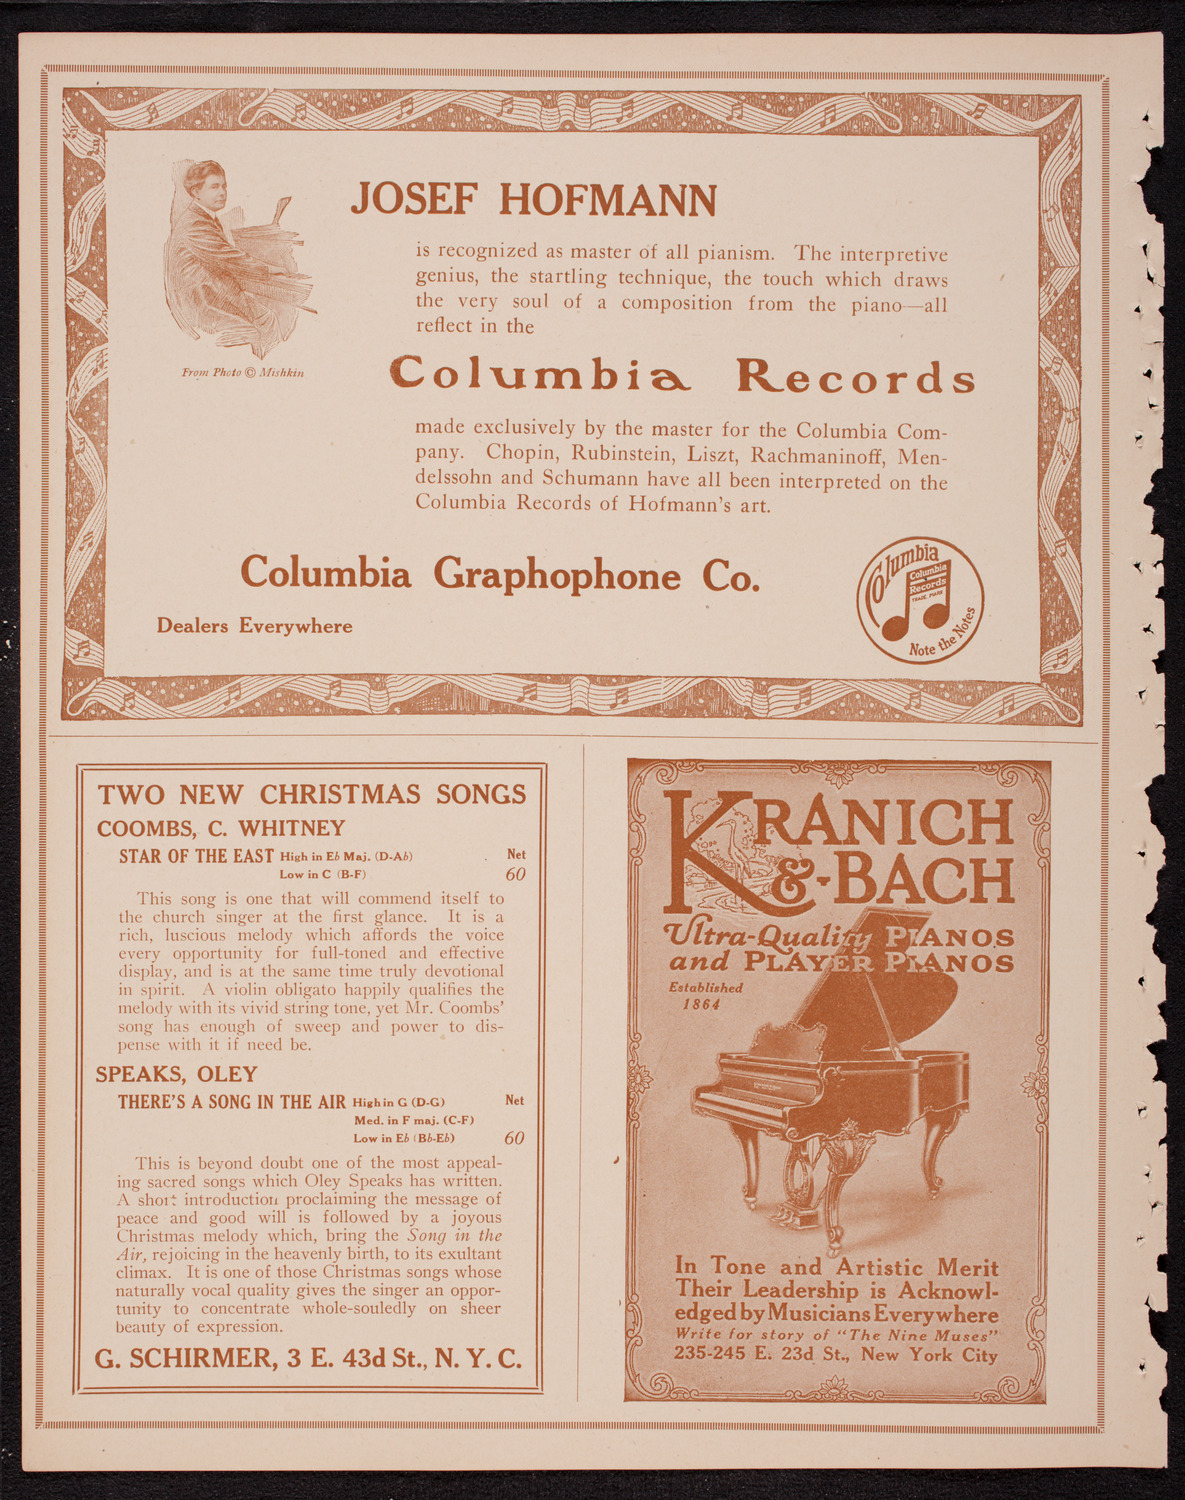 JOSEF HOFMANN
is recognized as master of all pianism. The interpretive
genius, the startling technique, the touch which draws
the very soul of a composition from the piano—all
reflect in the
From Photo © Mishkin
Columbia Records
made exclusively by the master for the Columbia Com-
pany. Chopin, Rubinstein, Liszt, Rachmaninoff, Men-
delssohn and Schumann have all been interpreted on the
Columbia Records of Hofmann's art.
Columbia Graphophone Co.
Dealers Everywhere
Columbia
Columbia
Records
TRADE MARK
Note the Notes
TWO NEW CHRISTMAS SONGS
COOMBS, C. WHITNEY
STAR OF THE EAST High in E♭ Maj. (D-A♭) Net
Low in C (B-F) 60
This song is one that will commend itself to
the church singer at the first glance. It is a
rich, luscious melody which affords the voice
every opportunity for full-toned and effective
display, and is at the same time truly devotional
in spirit. A violin obligato happily qualifies the
melody with its vivid string tone, yet Mr. Coombs'
song has enough of sweep and power to dis-
pense with it if need be.
SPEAKS, OLEY
THERE'S A SONG IN THE AIR High in G (D-G) Net
Med. in F maj. (C-F)
Low in E♭ (B♭-E♭) 60
This is beyond doubt one of the most appeal-
ing sacred songs which Oley Speaks has written.
A short introduction proclaiming the message of
peace and good will is followed by a joyous
Christmas melody which, bring the Song in the
Air, rejoicing in the heavenly birth, to its exultant
climax. It is one of those Christmas songs whose
naturally vocal quality gives the singer an oppor-
tunity to concentrate whole-souledly on sheer
beauty of expression.
G. SCHIRMER, 3 E. 43d St., N. Y. C.
KRANICH
&-BACH
Ultra-Quality PIANOS
and PLAYER PIANOS
Established
1864
In Tone and Artistic Merit
Their Leadership is Acknowl-
edged by Musicians Everywhere
Write for story of "The Nine Muses"
235-245 E. 23d St., New York City